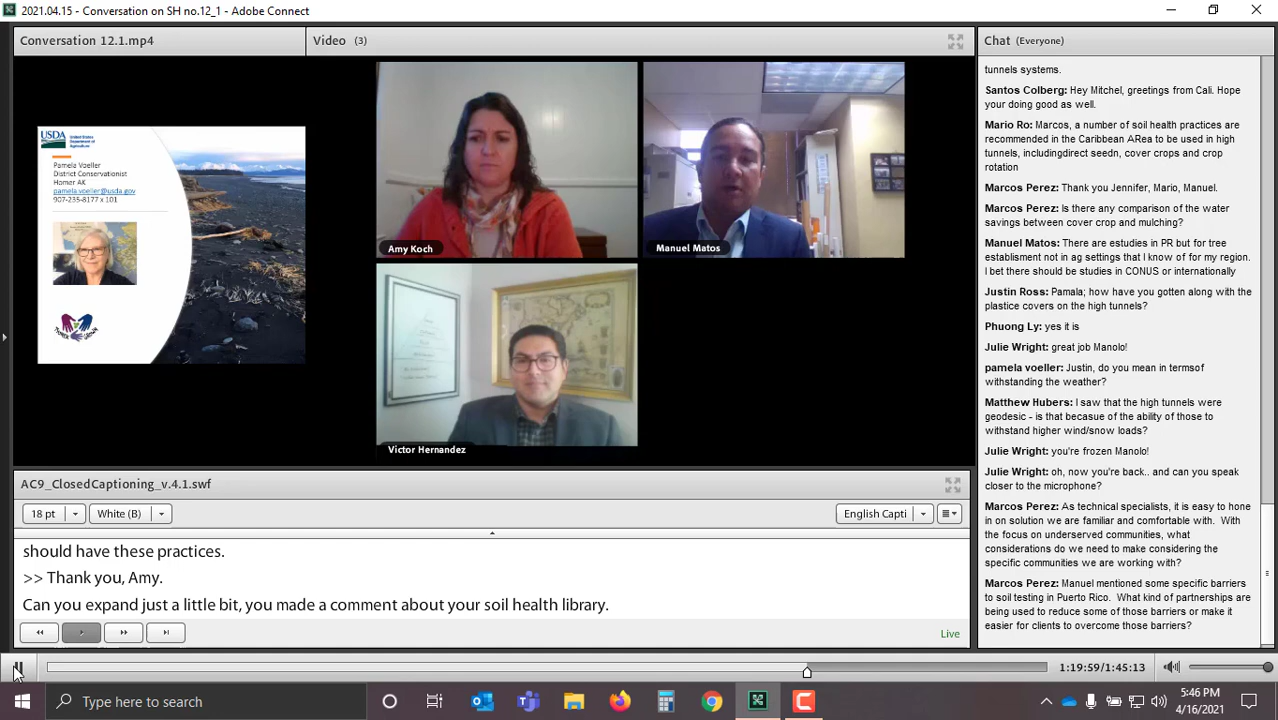 2021.04.15 - Conversation on SH no.12_1 - Adobe Connect
Conversation 12.1.mp4
Video (3)
Chat (Everyone)
USDA
United States
Department of
Agriculture
Pamela Voeller
District Conservationist
Homer AK
pamela.voeller@usda.gov
907-235-8177 x 101
Amy Koch
Manuel Matos
Victor Hernandez
tunnels systems.
Santos Colberg: Hey Mitchel, greetings from Cali. Hope
your doing good as well.
Mario Ro: Marcos, a number of soil health practices are
recommended in the Caribbean ARea to be used in high
tunnels, includingdirect seedn, cover crops and crop
rotation
Marcos Perez: Thank you Jennifer, Mario, Manuel.
Marcos Perez: Is there any comparison of the water
savings between cover crop and mulching?
Manuel Matos: There are estudies in PR but for tree
establisment not in ag settings that I know of for my region.
I bet there should be studies in CONUS or internationally
Justin Ross: Pamala; how have you gotten along with the
plastice covers on the high tunnels?
Phuong Ly: yes it is
Julie Wright: great job Manolo!
pamela voeller: Justin, do you mean in termsof
withstanding the weather?
Matthew Hubers: I saw that the high tunnels were
geodesic - is that becasue of the ability of those to
withstand higher wind/snow loads?
Julie Wright: you're frozen Manolo!
Julie Wright: oh, now you're back.. and can you speak
closer to the microphone?
Marcos Perez: As technical specialists, it is easy to hone
in on solution we are familiar and comfortable with. With
the focus on underserved communities, what
considerations do we need to make considering the
specific communities we are working with?
Marcos Perez: Manuel mentioned some specific barriers
to soil testing in Puerto Rico. What kind of partnerships are
being used to reduce some of those barriers or make it
easier for clients to overcome those barriers?
AC9_ClosedCaptioning_v.4.1.swf
18 pt
White (B)
English Capti
should have these practices.
>> Thank you, Amy.
Can you expand just a little bit, you made a comment about your soil health library.
Live
1:19:59/1:45:13
Type here to search
5:46 PM
4/16/2021